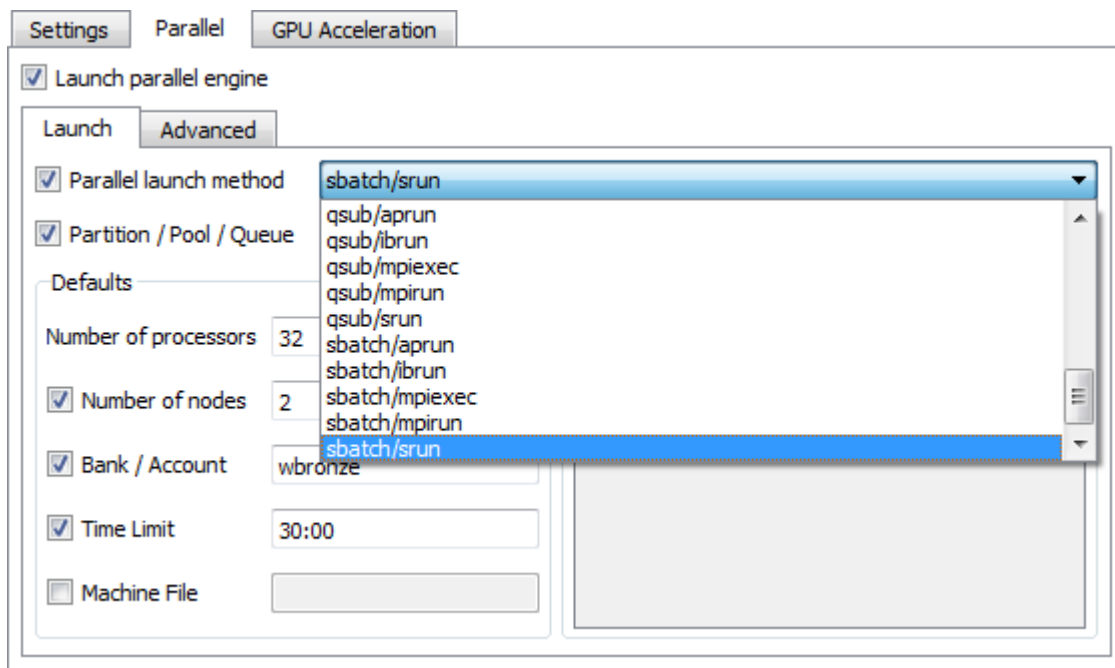 Settings Parallel GPU Acceleration
Launch parallel engine
Launch Advanced
Parallel launch method sbatch/srun
qsub/aprun
Partition / Pool / Queue qsub/ibrun
qsub/mpiexec
Defaults
qsub/mpirun
qsub/srun
Number of processors 32
sbatch/aprun
sbatch/ibrun
Number of nodes 2
sbatch/mpiexec
sbatch/mpirun
sbatch/srun
Bank / Account wbronze
Time Limit 30:00
Machine File